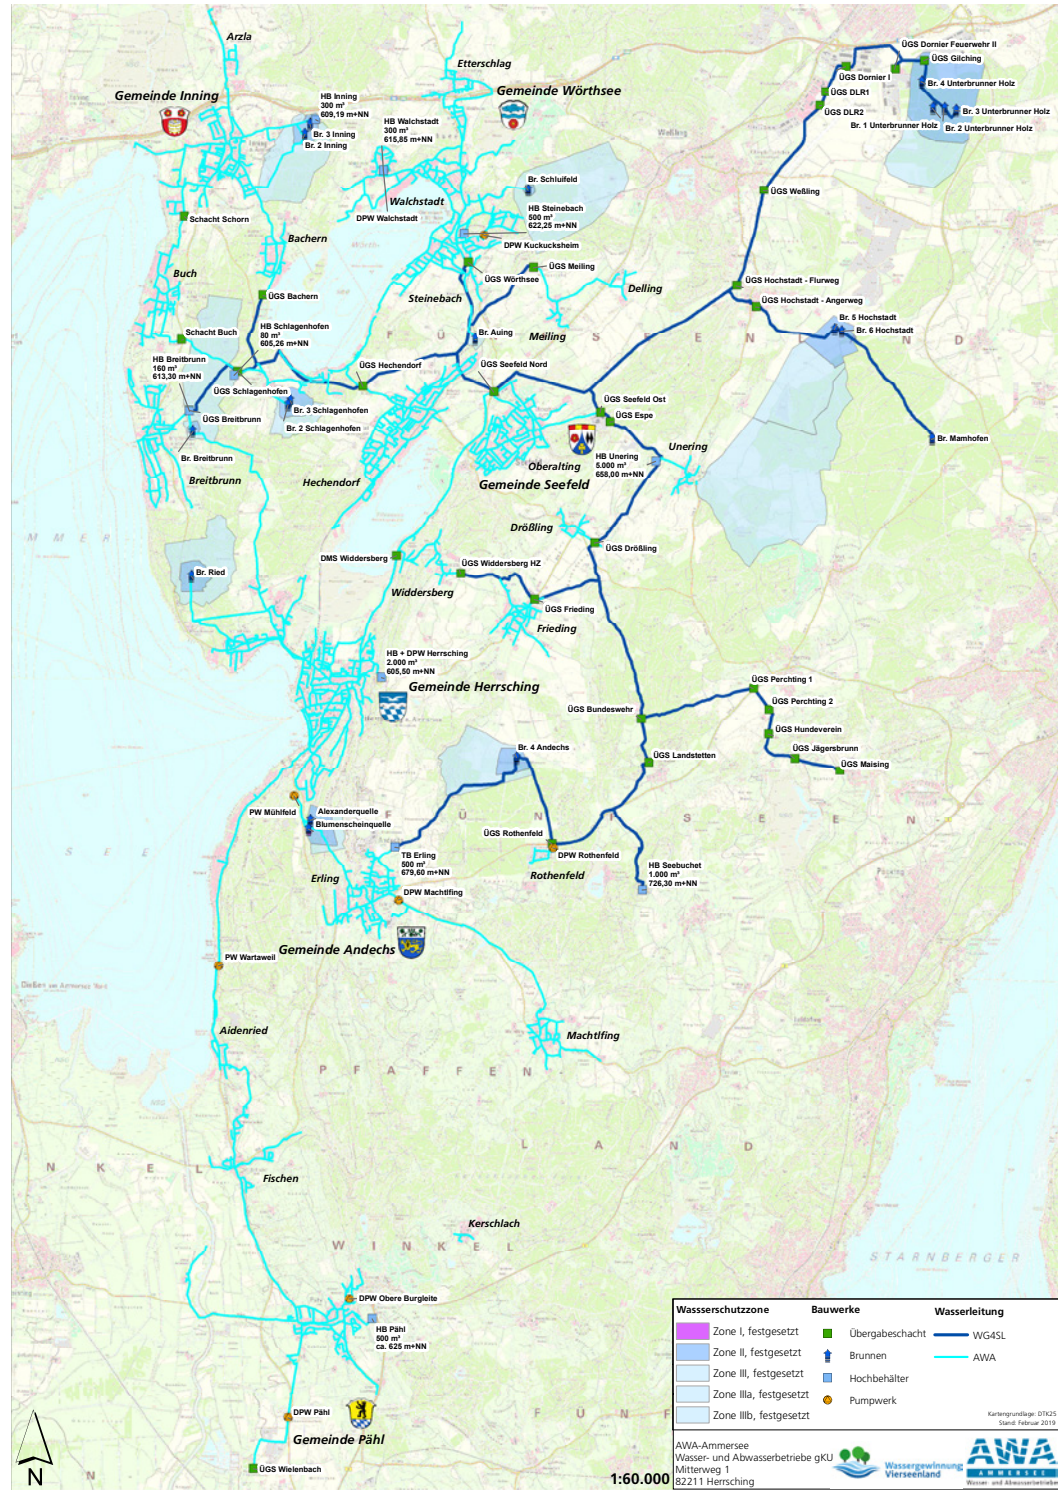 Arzla
Etterschlag
Gemeinde Inning
Gemeinde Wörthsee
HB Inning
300 m³
609,19 m+NN
Br. 3 Inning
Br. 2 Inning
HB Walchstadt
300 m³
615,85 m+NN
Walchstadt
DPW Walchstadt
Br. Schluifeld
HB Steinebach
500 m³
622,25 m+NN
DPW Kuckucksheim
ÜGS Dornier Feuerwehr II
ÜGS Gilching
ÜGS Dornier I
Br. 4 Unterbrunner Holz
ÜGS DLR1
ÜGS DLR2
Br. 3 Unterbrunner Holz
Br. 1 Unterbrunner Holz
Br. 2 Unterbrunner Holz
ÜGS Weßling
Schacht Schorn
Bachern
Buch
ÜGS Wörthsee
ÜGS Meiling
Delling
Steinebach
ÜGS Bachern
ÜGS Hochstadt - Flurweg
ÜGS Hochstadt - Angerweg
Br. 5 Hochstadt
Br. 6 Hochstadt
Schacht Buch
HB Schlagenhofen
80 m³
605,26 m+NN
Br. Auing
Meiling
HB Breitbrunn
160 m³
613,30 m+NN
ÜGS Hechendorf
ÜGS Seefeld Nord
ÜGS Schlagenhofen
Br. 3 Schlagenhofen
Br. 2 Schlagenhofen
ÜGS Breitbrunn
Br. Breitbrunn
Breitbrunn
Hechendorf
ÜGS Seefeld Ost
ÜGS Espe
Oberalting
Gemeinde Seefeld
HB Unering
5.000 m³
658,00 m+NN
Unering
Br. Mamhofen
Drößling
ÜGS Drößling
DMS Widdersberg
ÜGS Widdersberg HZ
Br. Ried
Widdersberg
ÜGS Frieding
Frieding
HB + DPW Herrsching
2.000 m³
605,50 m+NN
Gemeinde Herrsching
ÜGS Perchting 1
ÜGS Perchting 2
ÜGS Bundeswehr
ÜGS Hundeverein
ÜGS Jägersbrunn
ÜGS Maising
ÜGS Landstetten
Br. 4 Andechs
PW Mühlfeld
Alexanderquelle
Blumenscheinquelle
FÜNFSEEN
ÜGS Rothenfeld
DPW Rothenfeld
Rothenfeld
TB Erling
500 m³
679,60 m+NN
Erling
DPW Machtlfing
HB Seebuchet
1.000 m³
726,30 m+NN
Gemeinde Andechs
PW Wartaweil
Aidenried
Machtlfing
PFAFFEN-
LAND
WINKEL
Fischen
Kerschlach
STARNBERGER
DPW Obere Burgleite
HB Pähl
500 m³
ca. 625 m+NN
DPW Pähl
Gemeinde Pähl
ÜGS Wielenbach
N
1:60.000
Wassserschutzzone
Zone I, festgesetzt
Zone II, festgesetzt
Zone III, festgesetzt
Zone IIIa, festgesetzt
Zone IIIb, festgesetzt
Bauwerke
Übergabeschacht
Brunnen
Hochbehälter
Pumpwerk
Wasserleitung
WG4SL
AWA
Kartengrundlage: DTK25
Stand: Februar 2019
AWA-Ammersee
Wasser- und Abwasserbetriebe gKU
Mitterweg 1
82211 Herrsching
Wassergewinnung
Vierseenland
AWA
AMMERSEE
Wasser- und Abwasserbetriebe